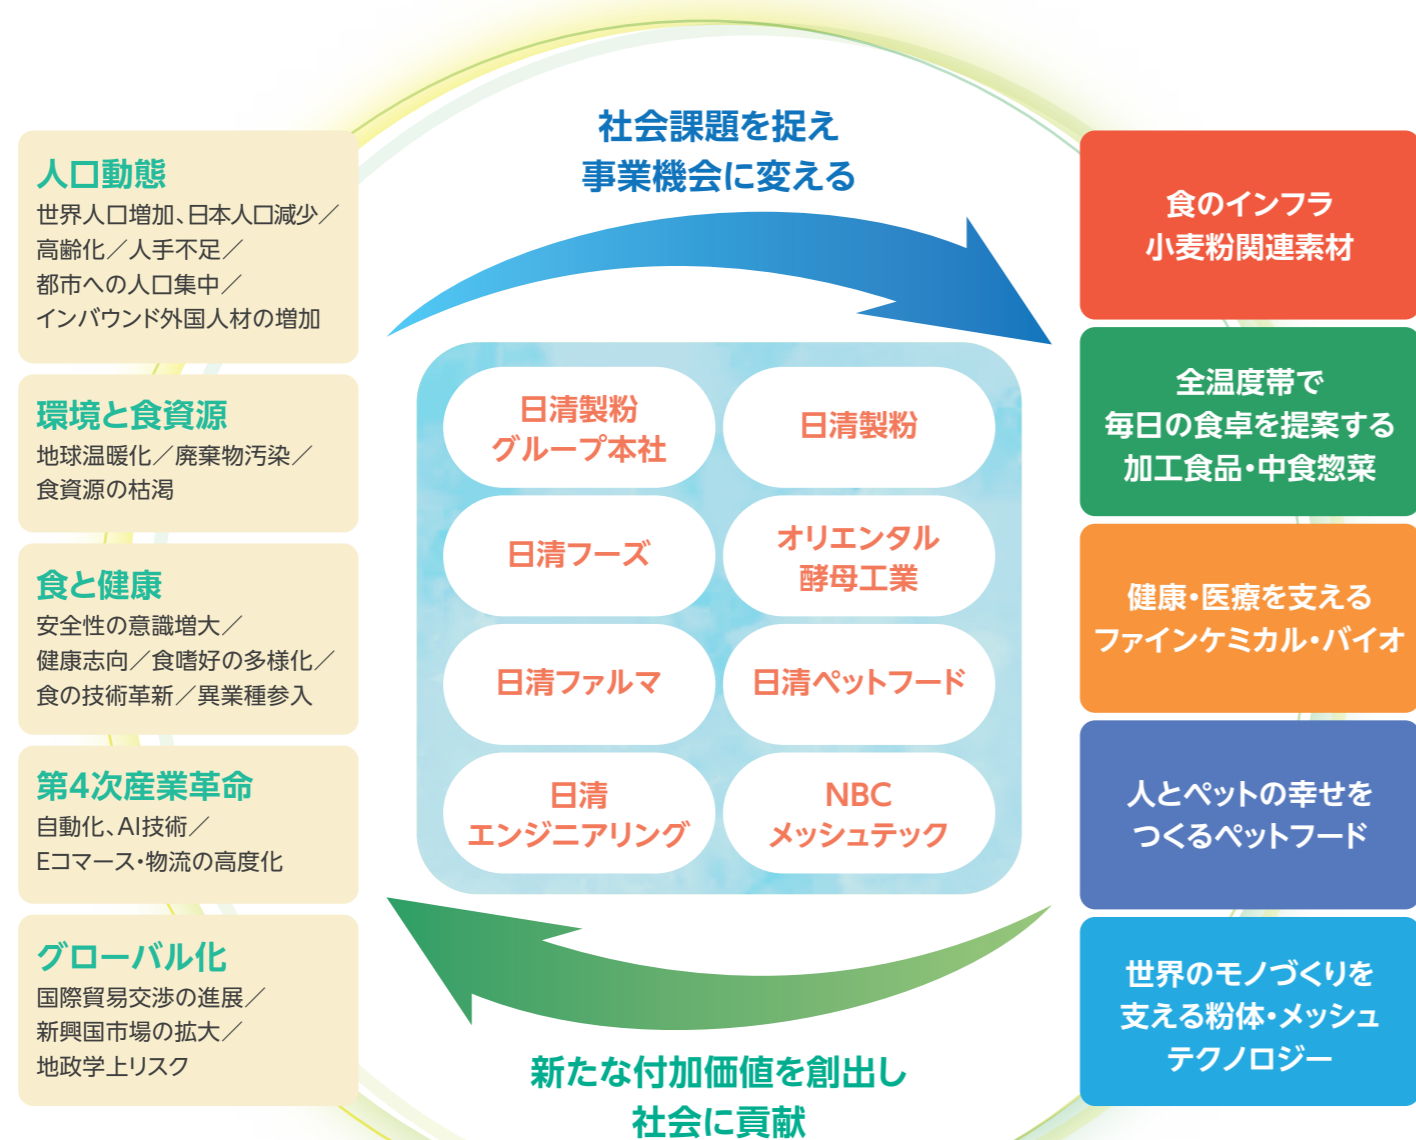 社会課題を捉え
事業機会に変える
人口動態
世界人口増加、日本人口減少／
高齢化／人手不足／
都市への人口集中／
インバウンド外国人材の増加
環境と食資源
地球温暖化／廃棄物汚染／
食資源の枯渇
食と健康
安全性の意識増大／
健康志向／食嗜好の多様化／
食の技術革新／異業種参入
第4次産業革命
自動化、AI技術／
Eコマース・物流の高度化
グローバル化
国際貿易交渉の進展／
新興国市場の拡大／
地政学上リスク
日清製粉
グループ本社
日清製粉
日清フーズ
オリエンタル
酵母工業
日清ファルマ
日清ペットフード
日清
エンジニアリング
NBC
メッシュテック
食のインフラ
小麦粉関連素材
全温度帯で
毎日の食卓を提案する
加工食品・中食惣菜
健康・医療を支える
ファインケミカル・バイオ
人とペットの幸せを
つくるペットフード
世界のモノづくりを
支える粉体・メッシュ
テクノロジー
新たな付加価値を創出し
社会に貢献